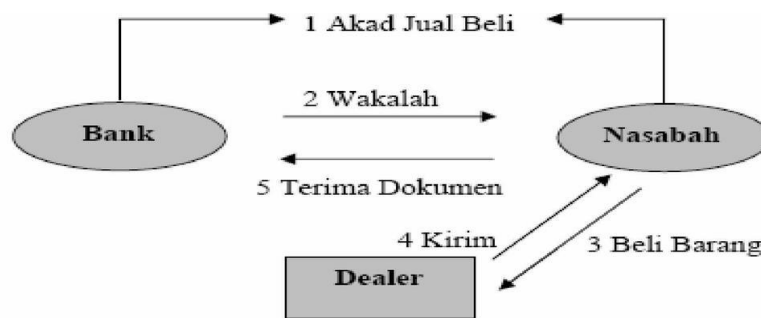 1 Akad Jual Beli
2 Wakalah
Bank
Nasabah
5 Terima Dokumen
4 Kirim
3 Beli Barang
Dealer